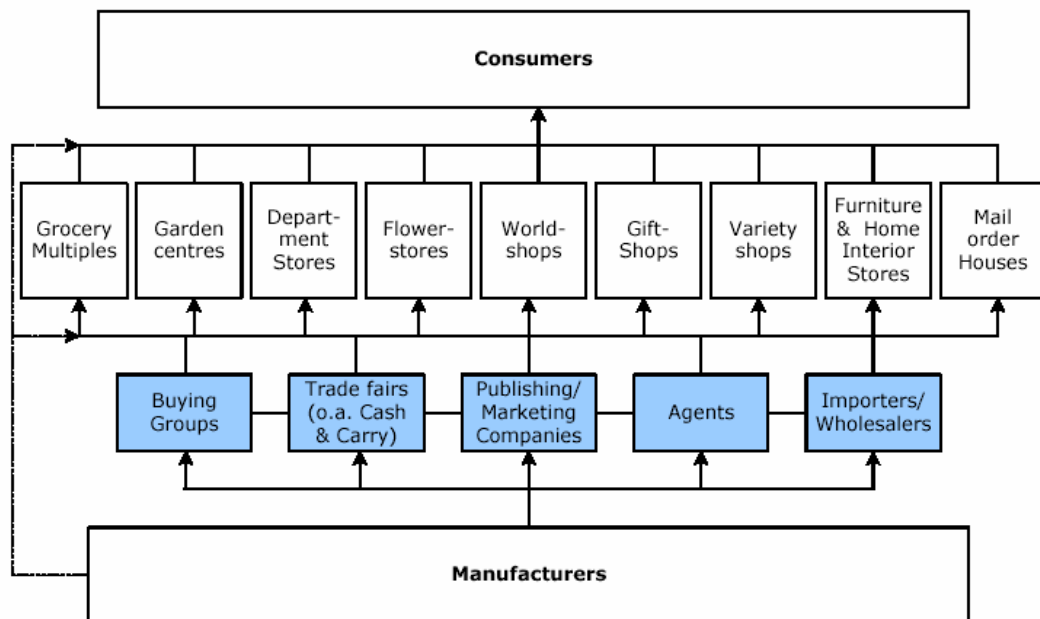 Consumers
Grocery
Multiples
Garden
centres
Depart-
ment
Stores
Flower-
stores
World-
shops
Gift-
Shops
Variety
shops
Furniture
& Home
Interior
Stores
Mail
order
Houses
Buying
Groups
Trade fairs
(o.a. Cash
& Carry)
Publishing/
Marketing
Companies
Agents
Importers/
Wholesalers
Manufacturers